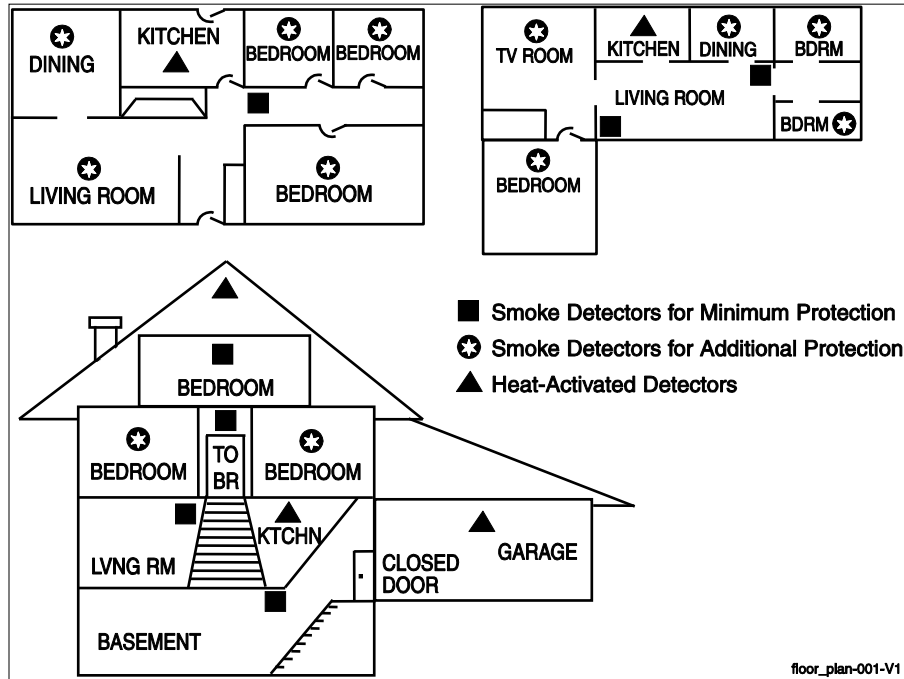 DINING
KITCHEN
BEDROOM
BEDROOM
LIVING ROOM
BEDROOM
TV ROOM
KITCHEN
DINING
BDRM
LIVING ROOM
BDRM
BEDROOM
Smoke Detectors for Minimum Protection
Smoke Detectors for Additional Protection
Heat-Activated Detectors
BEDROOM
BEDROOM
TO
BR
BEDROOM
LVNG RM
KTCHN
CLOSED
DOOR
GARAGE
BASEMENT
floor_plan-001-V1